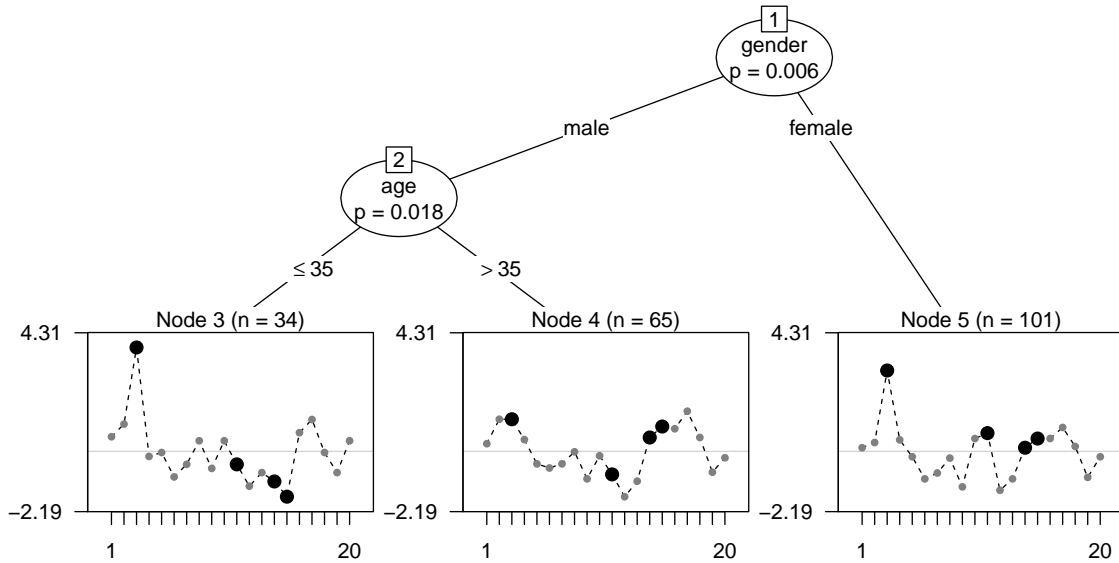 1
gender
p = 0.006
male
female
2
age
p = 0.018
≤ 35
> 35
Node 3 (n = 34)
4.31
−2.19
1
20
Node 4 (n = 65)
4.31
−2.19
1
20
Node 5 (n = 101)
4.31
−2.19
1
20